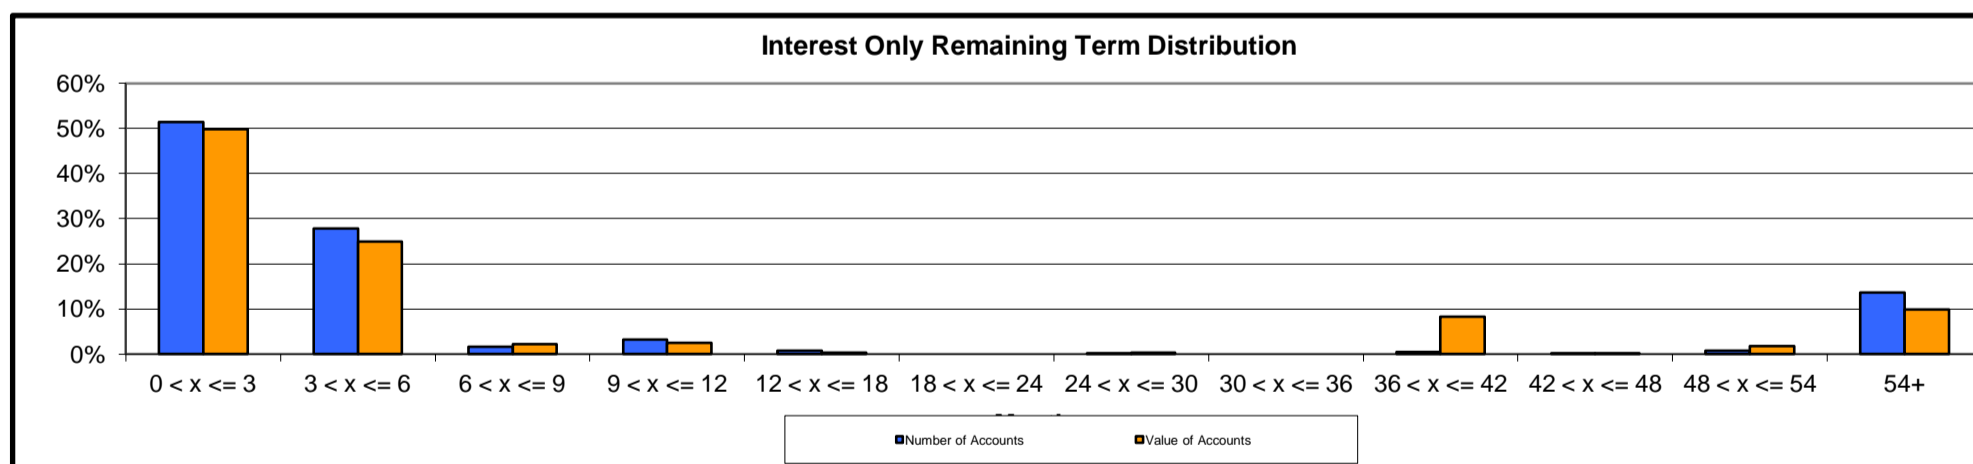 Interest Only Remaining Term Distribution
60%
50%
40%
30%
20%
10%
0%
0 < x <= 3 3 < x <= 6 6 < x <= 9 9 < x <= 12 12 < x <= 18 18 < x <= 24 24 < x <= 30 30 < x <= 36 36 < x <= 42 42 < x <= 48 48 < x <= 54 54+
Number of Accounts Value of Accounts